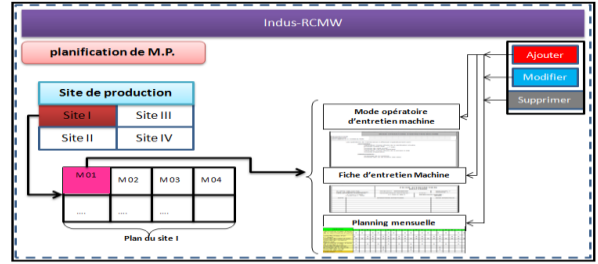 Indus-RCMW
planification de M.P.
Ajouter
Modifier
Supprimer
Site de production
Site I
Site III
Site II
Site IV
Mode opératoire
d'entretien machine
M 01
M 02
M 03
M 04
....
....
Fiche d'entretien Machine
Planning mensuelle
Plan du site I